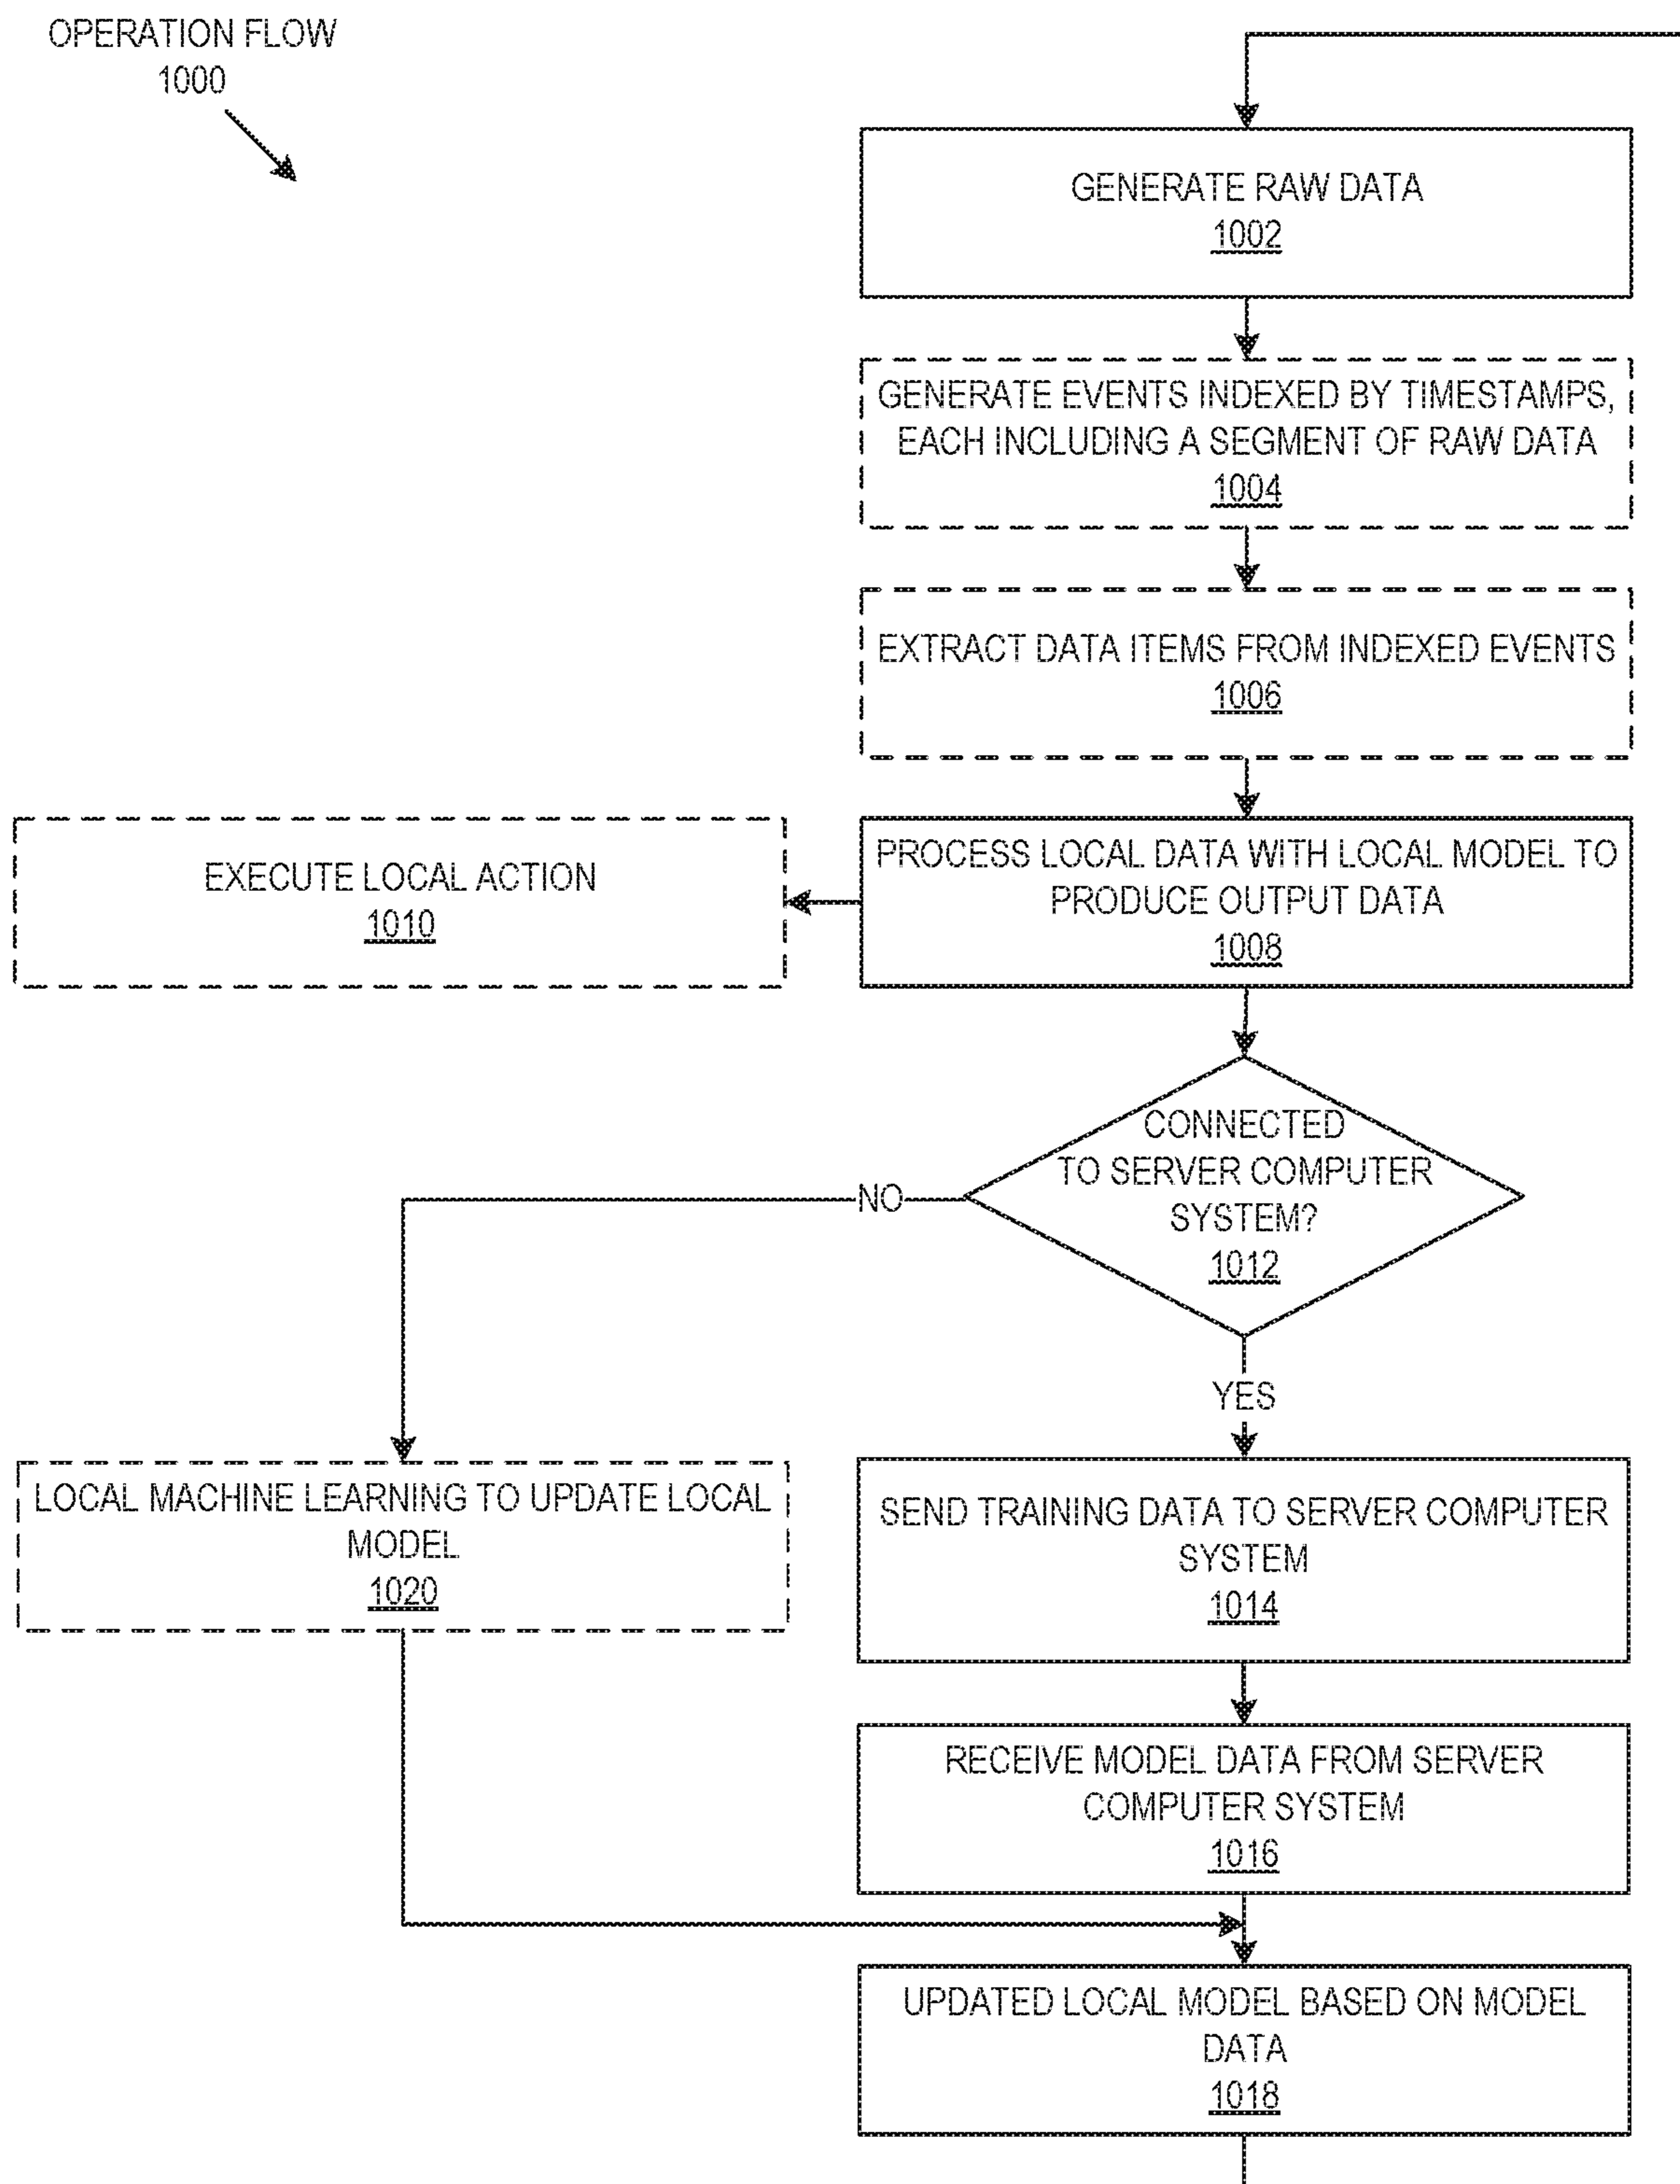 OPERATION FLOW
1000
GENERATE RAW DATA
1002
GENERATE EVENTS INDEXED BY TIMESTAMPS,
EACH INCLUDING A SEGMENT OF RAW DATA
1004
EXTRACT DATA ITEMS FROM INDEXED EVENTS
1006
EXECUTE LOCAL ACTION
1010
PROCESS LOCAL DATA WITH LOCAL MODEL TO
PRODUCE OUTPUT DATA
1008
CONNECTED
TO SERVER COMPUTER
SYSTEM?
1012
NO
YES
LOCAL MACHINE LEARNING TO UPDATE LOCAL
MODEL
1020
SEND TRAINING DATA TO SERVER COMPUTER
SYSTEM
1014
RECEIVE MODEL DATA FROM SERVER
COMPUTER SYSTEM
1016
UPDATED LOCAL MODEL BASED ON MODEL
DATA
1018